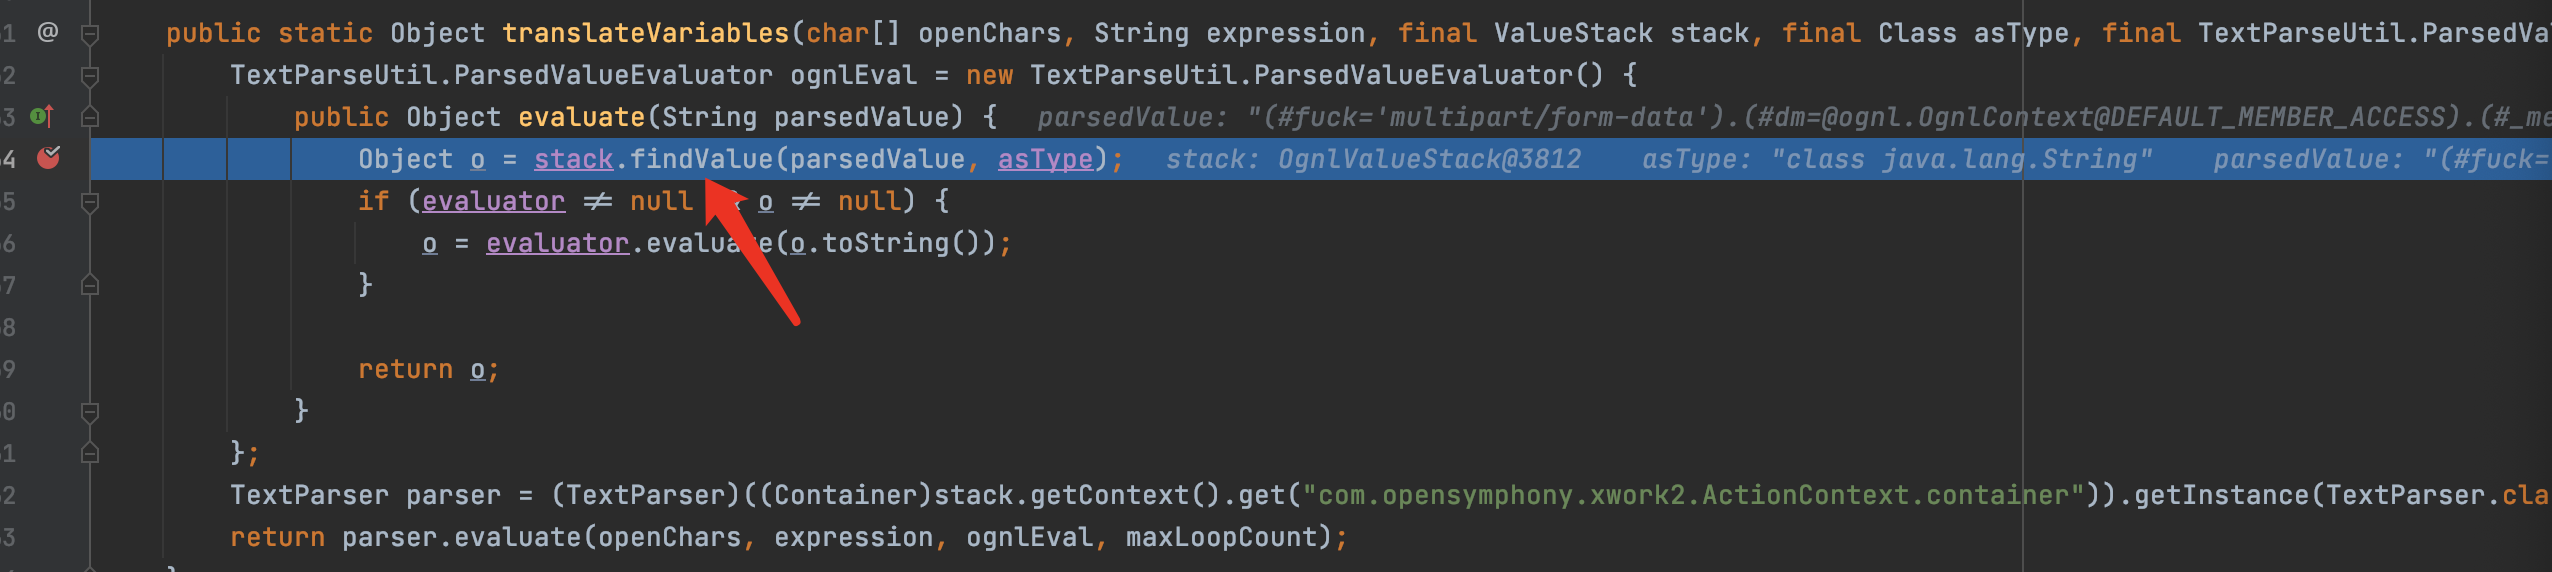 1 @ public static Object translateVariables(char[] openChars, String expression, final ValueStack stack, final Class asType, final TextParseUtil.ParsedVal
2 TextParseUtil.ParsedValueEvaluator ognlEval = new TextParseUtil.ParsedValueEvaluator() {
3 public Object evaluate(String parsedValue) { parsedValue: "(#fuck='multipart/form-data').(#dm=@ognl.OgnlContext@DEFAULT_MEMBER_ACCESS).(#_me
4 Object o = stack.findValue(parsedValue, asType); stack: OgnlValueStack@3812 asType: "class java.lang.String" parsedValue: "(#fuck=
5 if (evaluator ≠ null & o ≠ null) {
6 o = evaluator.evaluate(o.toString());
7 }
8
9 return o;
0 }
1 };
2 TextParser parser = (TextParser)((Container)stack.getContext().get("com.opensymphony.xwork2.ActionContext.container")).getInstance(TextParser.cla
3 return parser.evaluate(openChars, expression, ognlEval, maxLoopCount);